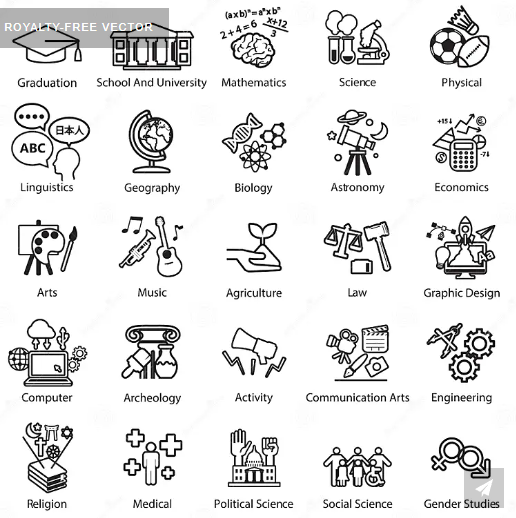 ROYALTY-FREE VECTOR
(axb)ⁿ=aⁿxbⁿ
2+4=6 x+12/3
Graduation School And University Mathematics Science Physical
日本人
ABC
+15↓ €
$ -7↓
Linguistics Geography Biology Astronomy Economics
A
Arts Music Agriculture Law Graphic Design
Computer Archeology Activity Communication Arts Engineering
Religion Medical Political Science Social Science Gender Studies